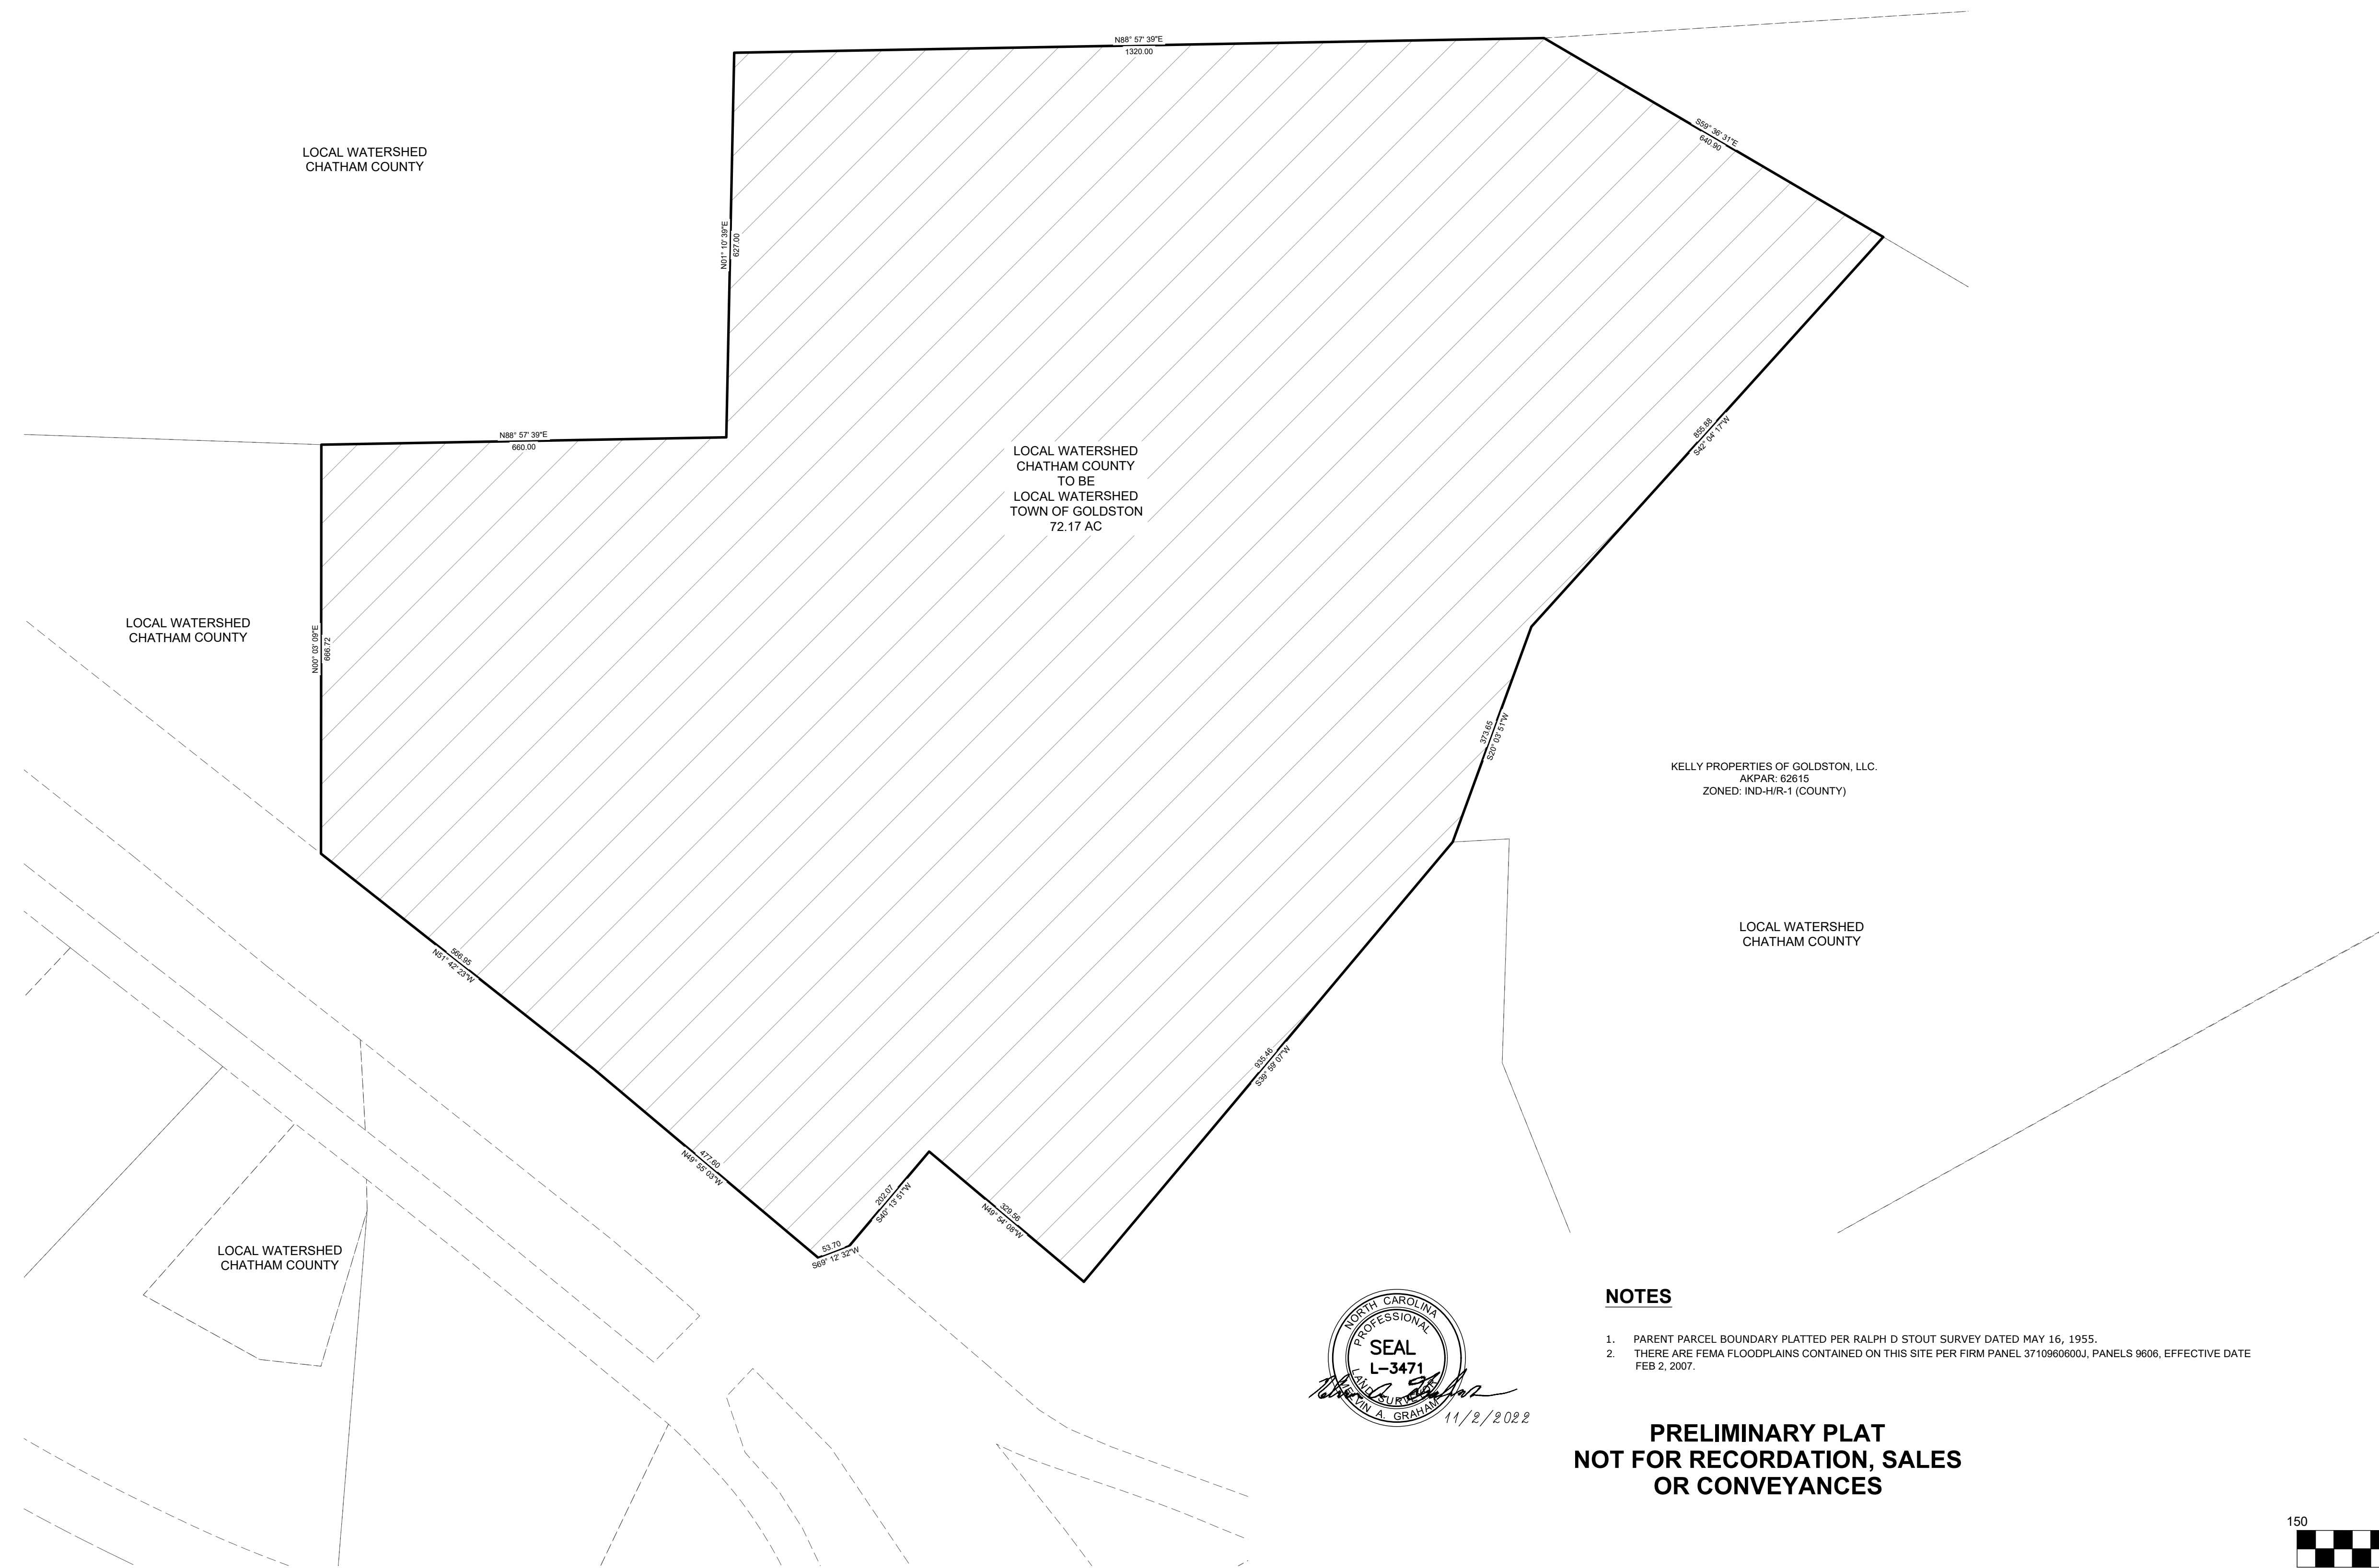 N88° 57' 39"E
1320.00
S59° 36' 31"E
640.90
LOCAL WATERSHED
CHATHAM COUNTY
N01° 10' 39"E
627.00
N88° 57' 39"E
660.00
855.88
S42° 04' 17"W
LOCAL WATERSHED
CHATHAM COUNTY
TO BE
LOCAL WATERSHED
TOWN OF GOLDSTON
72.17 AC
LOCAL WATERSHED
CHATHAM COUNTY
N00° 03' 09"E
666.72
373.65
S20° 03' 51"W
KELLY PROPERTIES OF GOLDSTON, LLC.
AKPAR: 62615
ZONED: IND-H/R-1 (COUNTY)
LOCAL WATERSHED
CHATHAM COUNTY
566.95
N51° 42' 23"W
935.46
S39° 59' 07"W
477.60
N49° 55' 03"W
202.07
S40° 13' 51"W
329.56
N49° 54' 08"W
53.70
S69° 12' 32"W
LOCAL WATERSHED
CHATHAM COUNTY
NORTH CAROLINA
PROFESSIONAL
SEAL
L-3471
LAND SURVEYOR
MELVIN A. GRAHAM
11/2/2022
NOTES
1. PARENT PARCEL BOUNDARY PLATTED PER RALPH D STOUT SURVEY DATED MAY 16, 1955.
2. THERE ARE FEMA FLOODPLAINS CONTAINED ON THIS SITE PER FIRM PANEL 3710960600J, PANELS 9606, EFFECTIVE DATE
FEB 2, 2007.
PRELIMINARY PLAT
NOT FOR RECORDATION, SALES
OR CONVEYANCES
150